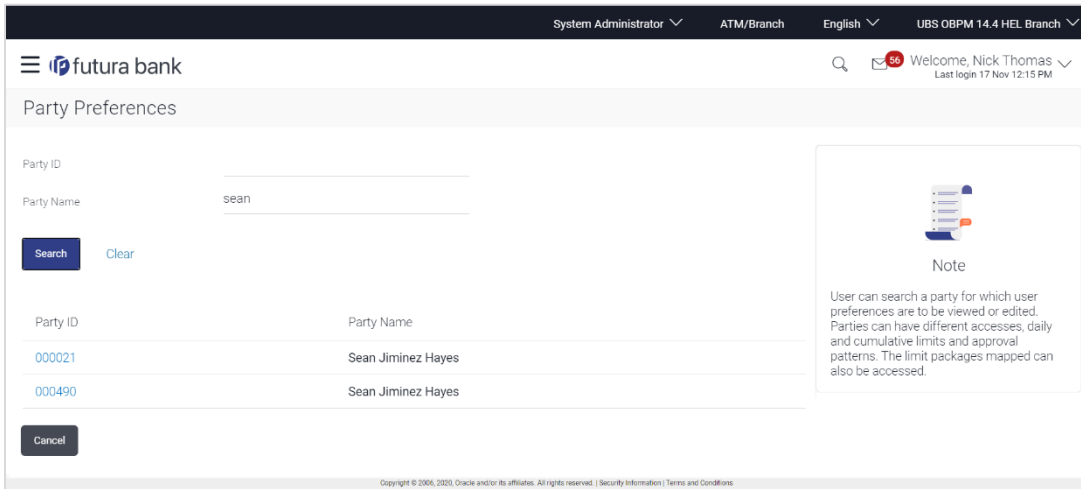 System Administrator ATM/Branch English UBS OBPM 14.4 HEL Branch
futura bank 56 Welcome, Nick Thomas
Last login 17 Nov 12:15 PM
Party Preferences
Party ID
Party Name sean
Search Clear
Party ID Party Name
000021 Sean Jiminez Hayes
000490 Sean Jiminez Hayes
Cancel
Note
User can search a party for which user
preferences are to be viewed or edited.
Parties can have different accesses, daily
and cumulative limits and approval
patterns. The limit packages mapped can
also be accessed.
Copyright © 2006, 2020, Oracle and/or its affiliates. All rights reserved. | Security Information | Terms and Conditions